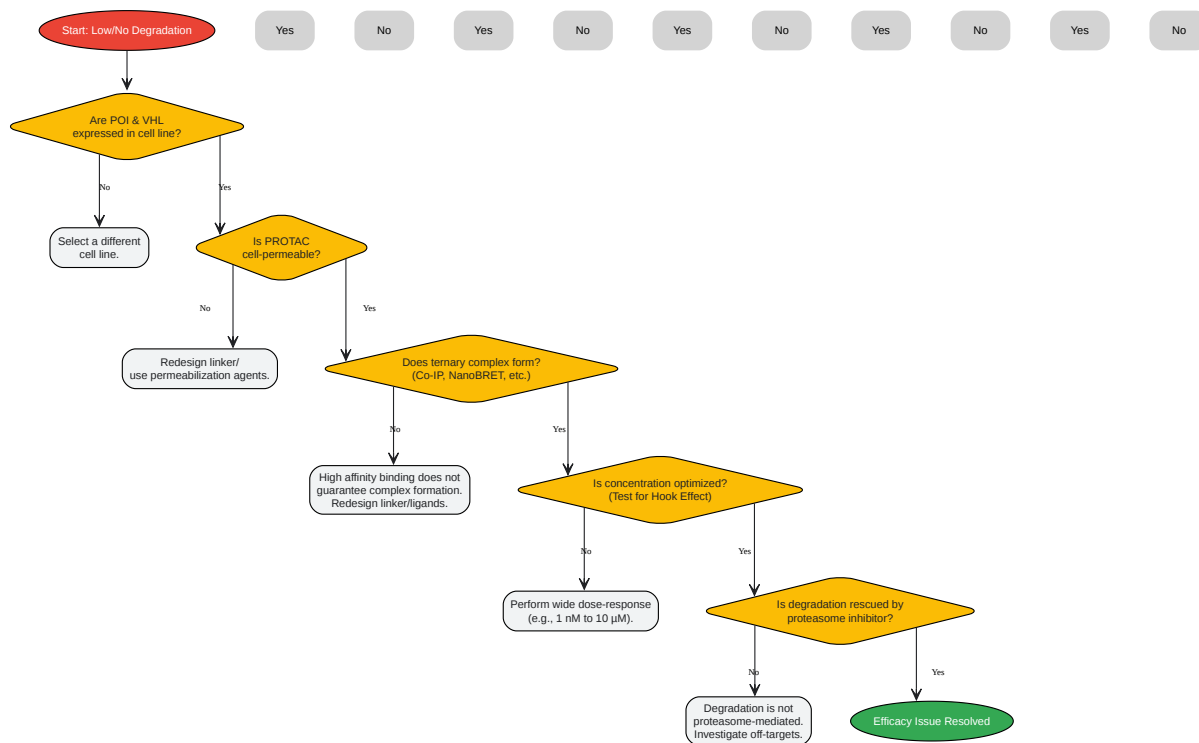 Start: Low/No Degradation
Yes
No
Yes
No
Yes
No
Yes
No
Yes
No
Are POI & VHL
expressed in cell line?
No
Yes
Select a different
cell line.
Is PROTAC
cell-permeable?
No
Yes
Redesign linker/
use permeabilization agents.
Does ternary complex form?
(Co-IP, NanoBRET, etc.)
No
Yes
High affinity binding does not
guarantee complex formation.
Redesign linker/ligands.
Is concentration optimized?
(Test for Hook Effect)
No
Yes
Perform wide dose-response
(e.g., 1 nM to 10 µM).
Is degradation rescued by
proteasome inhibitor?
No
Yes
Degradation is not
proteasome-mediated.
Investigate off-targets.
Efficacy Issue Resolved